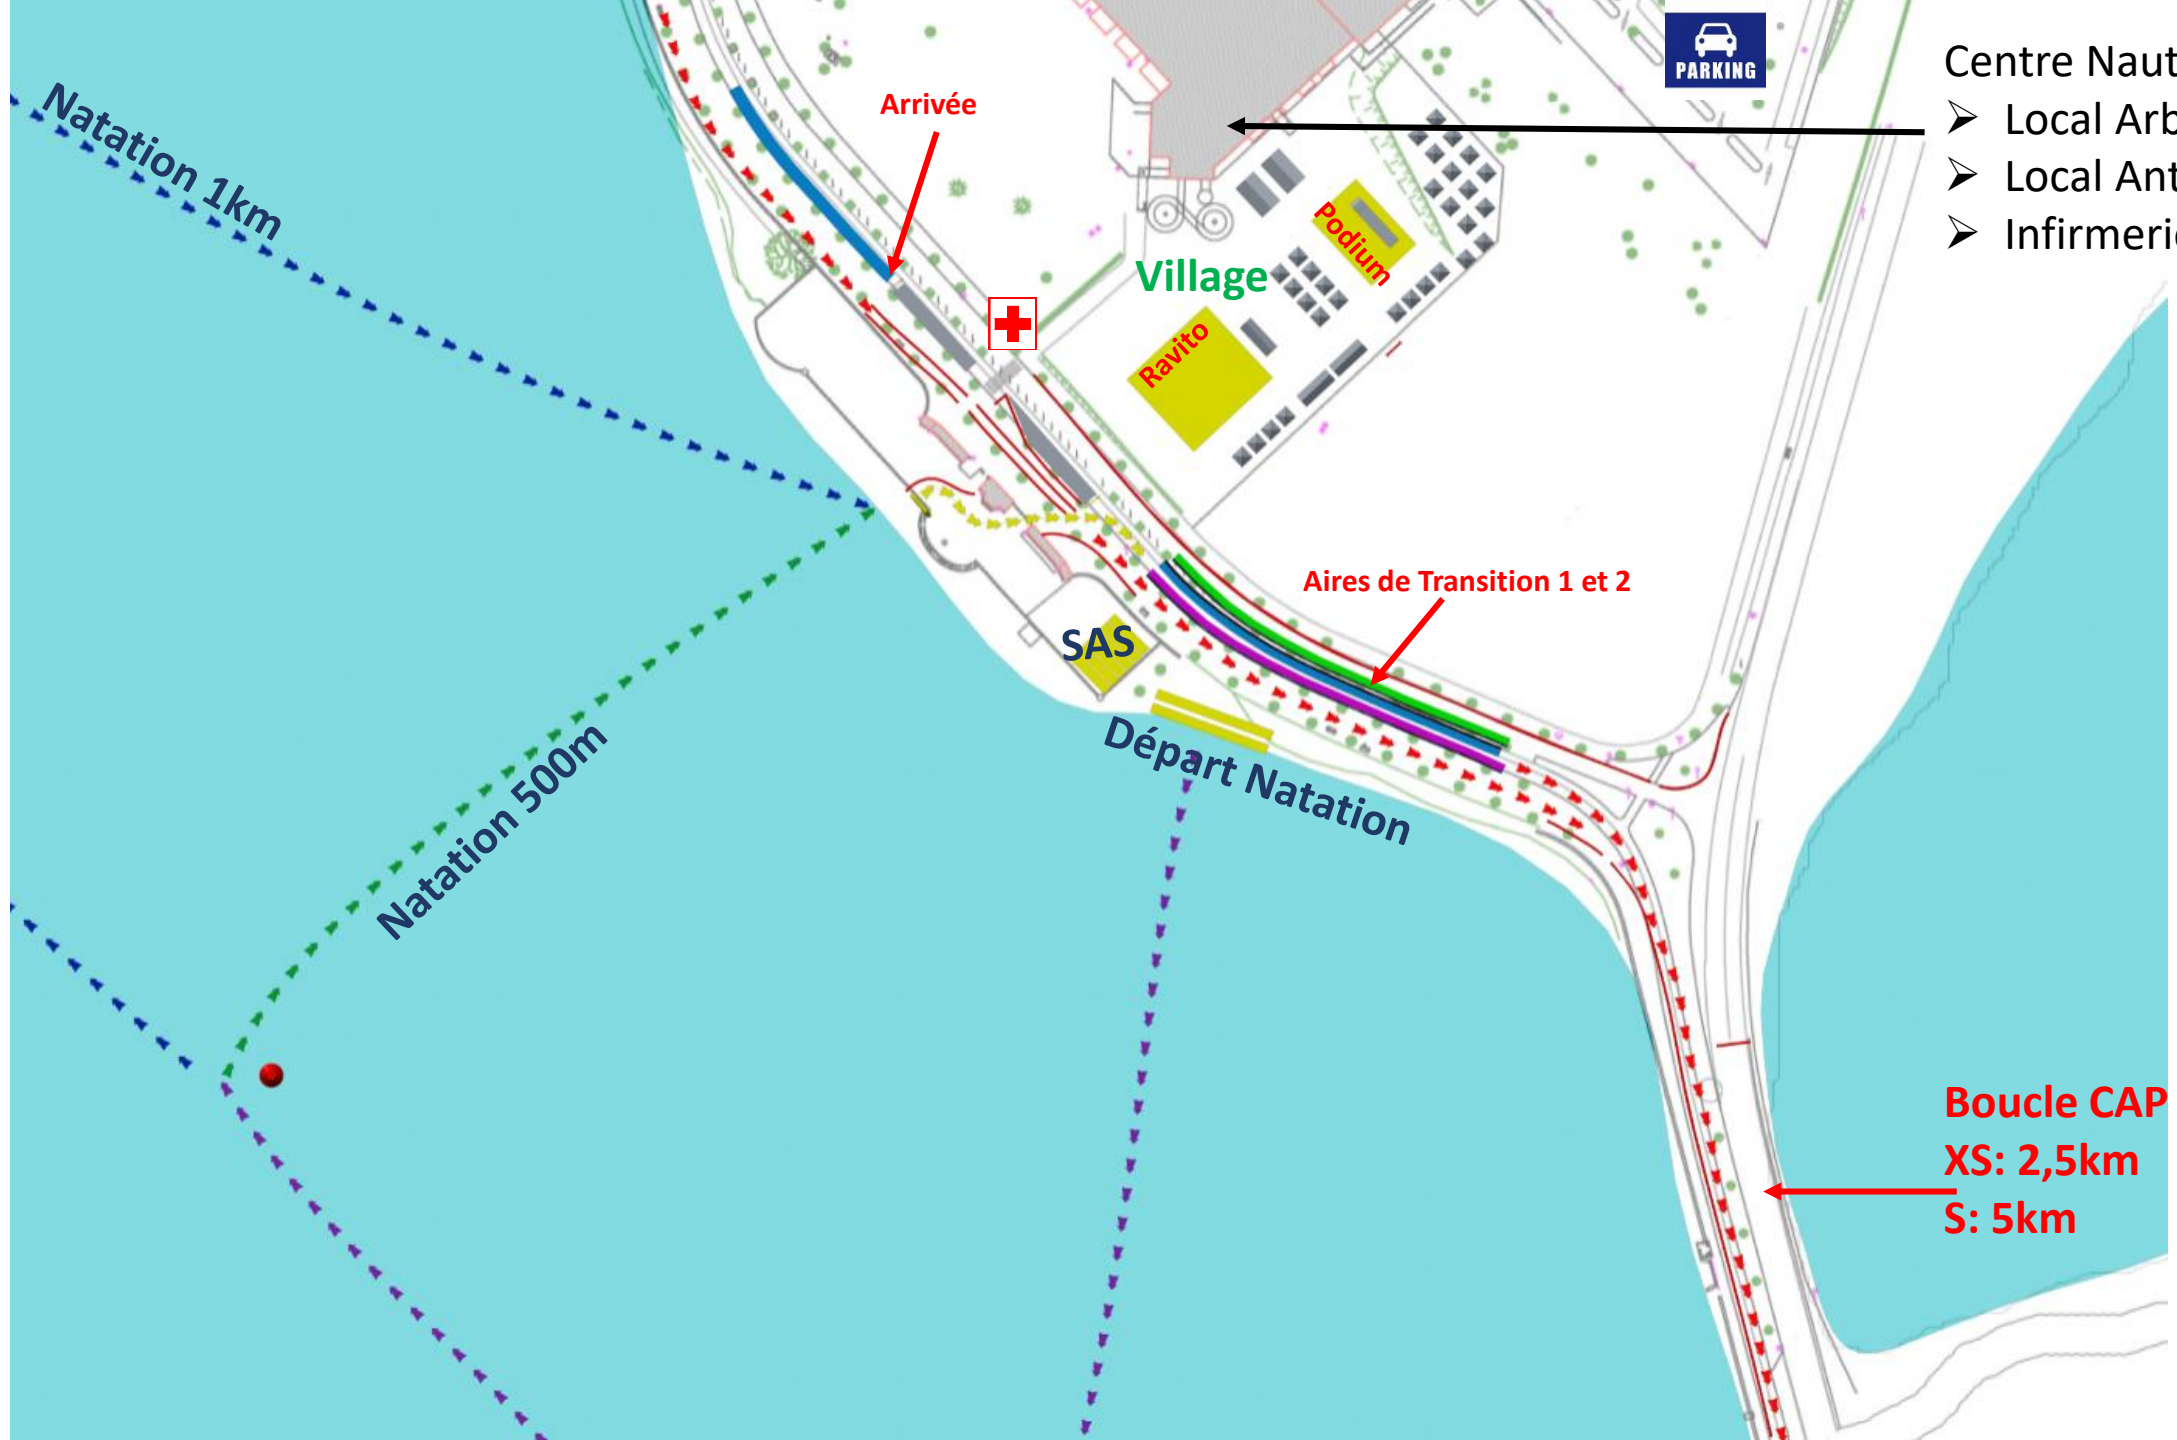 PARKING
Centre Naut
Local Arb
Local Ant
Infirmerie
Natation 1km
Arrivée
Podium
Village
Ravito
Aires de Transition 1 et 2
SAS
Départ Natation
Natation 500m
Boucle CAP
XS: 2,5km
S: 5km